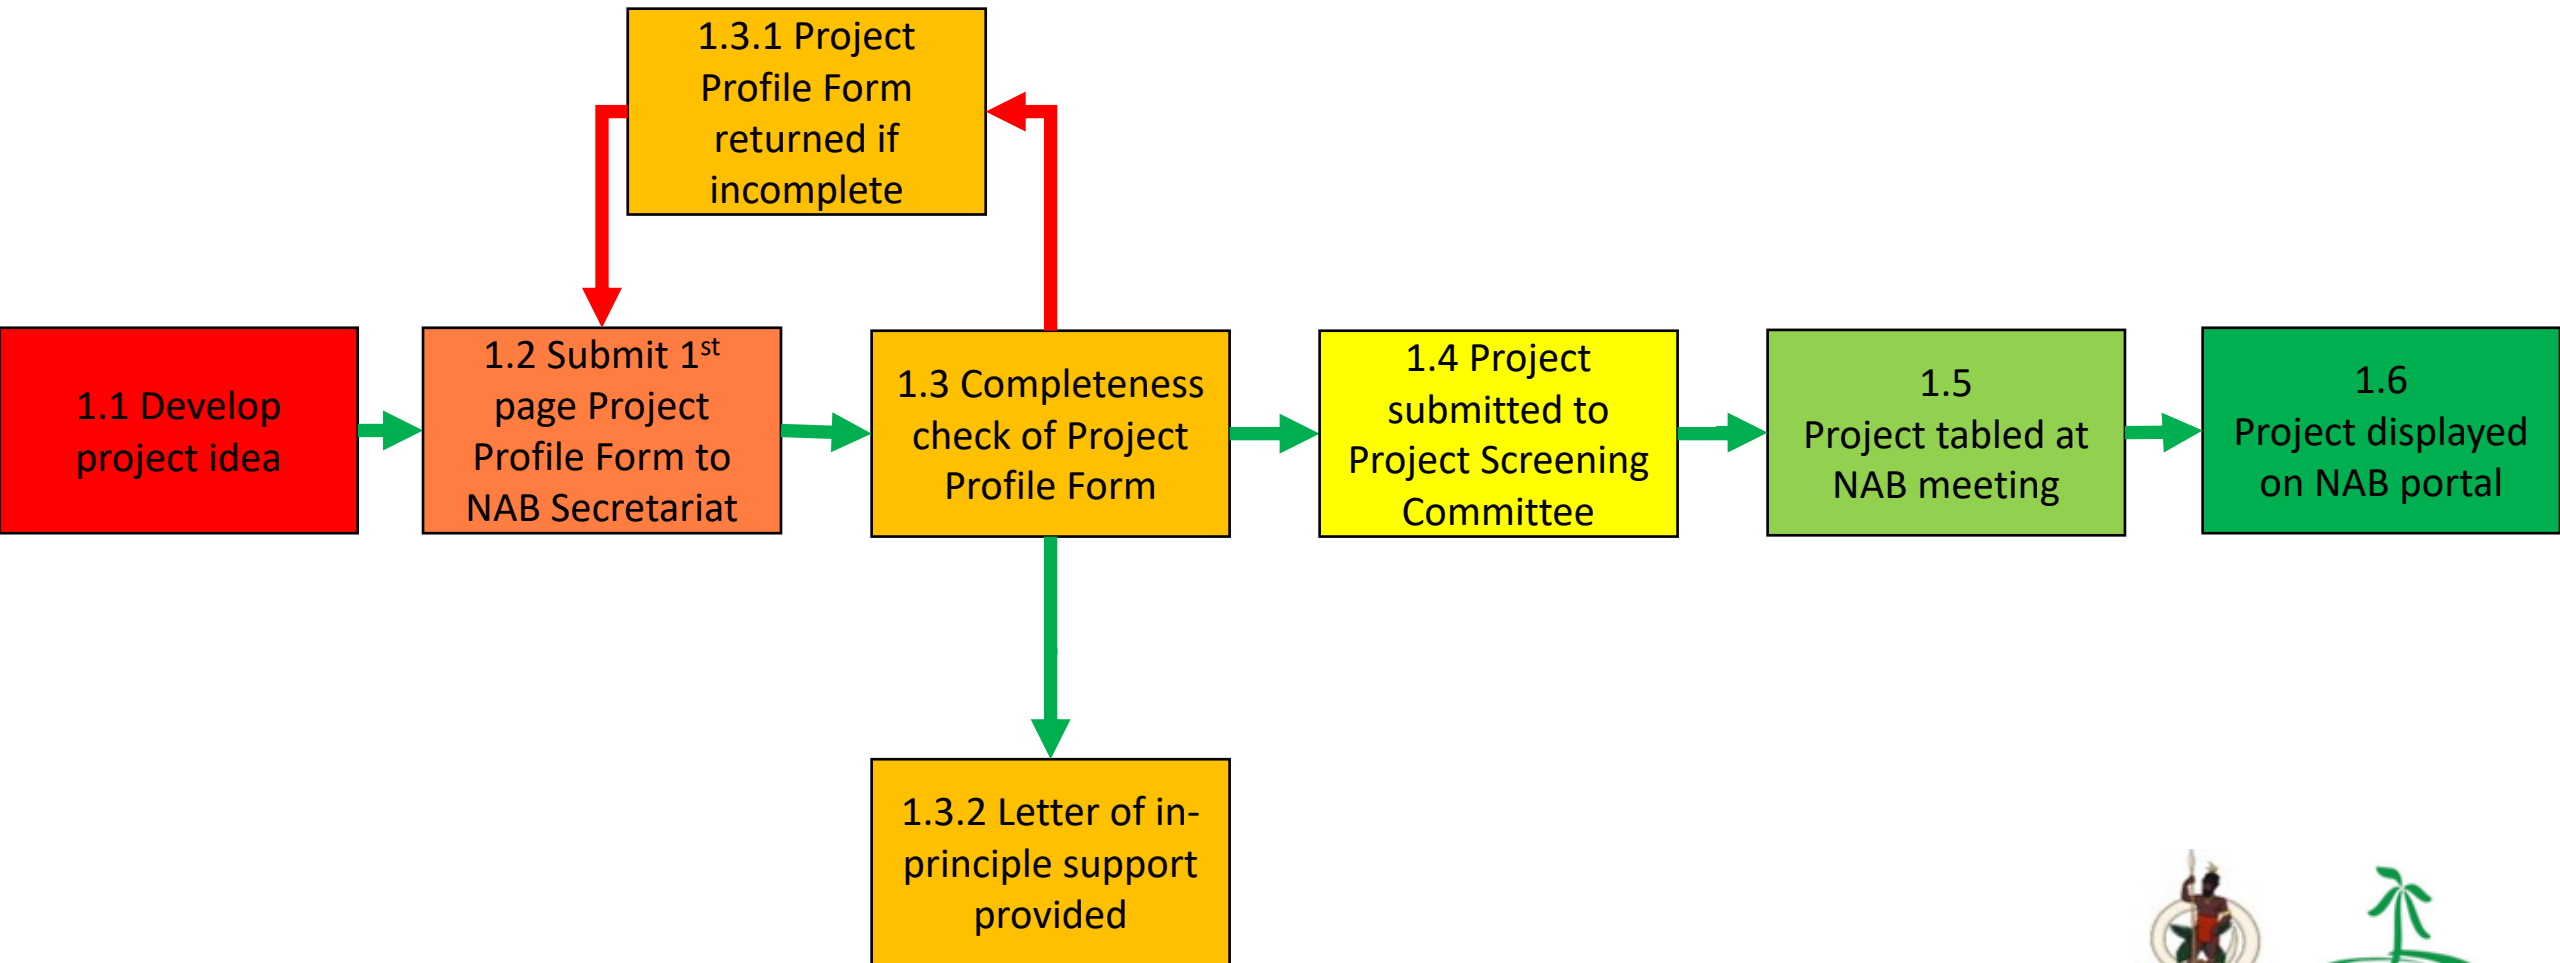 1.3.1 Project
Profile Form
returned if
incomplete
1.1 Develop
project idea
1.2 Submit 1st
page Project
Profile Form to
NAB Secretariat
1.3 Completeness
check of Project
Profile Form
1.4 Project
submitted to
Project Screening
Committee
1.5
Project tabled at
NAB meeting
1.6
Project displayed
on NAB portal
1.3.2 Letter of in-
principle support
provided